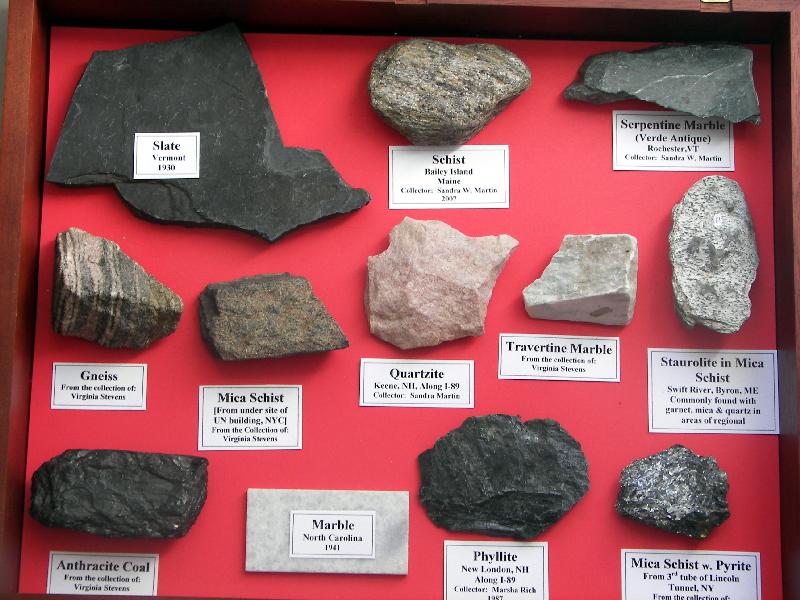 Slate
Vermont
1930
Schist
Bailey Island
Maine
Collector: Sandra W. Martin
2007
Serpentine Marble
(Verde Antique)
Rochester,VT
Collector: Sandra W. Martin
Gneiss
From the collection of:
Virginia Stevens
Mica Schist
[From under site of
UN building, NYC]
From the Collection of:
Virginia Stevens
Quartzite
Keene, NH, Along I-89
Collector: Sandra Martin
Travertine Marble
From the collection of:
Virginia Stevens
Staurolite in Mica
Schist
Swift River, Byron, ME
Commonly found with
garnet, mica & quartz in
areas of regional
Anthracite Coal
From the collection of:
Virginia Stevens
Marble
North Carolina
1941
Phyllite
New London, NH
Along I-89
Collector: Marsha Rich
1987
Mica Schist w. Pyrite
From 3rd tube of Lincoln
Tunnel, NY
From the collection of: